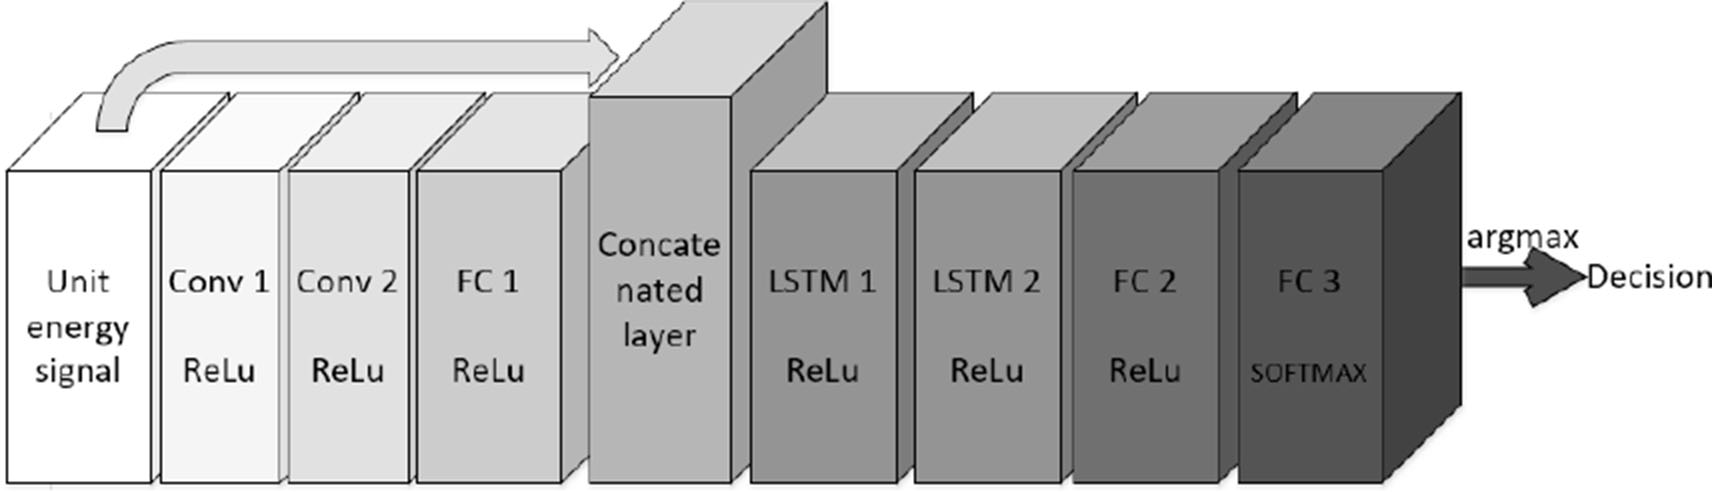 Unit
energy
signal
Conv 1
ReLu
Conv 2
ReLu
FC 1
ReLu
Concate
nated
layer
LSTM 1
ReLu
LSTM 2
ReLu
FC 2
ReLu
FC 3
SOFTMAX
argmax
Decision